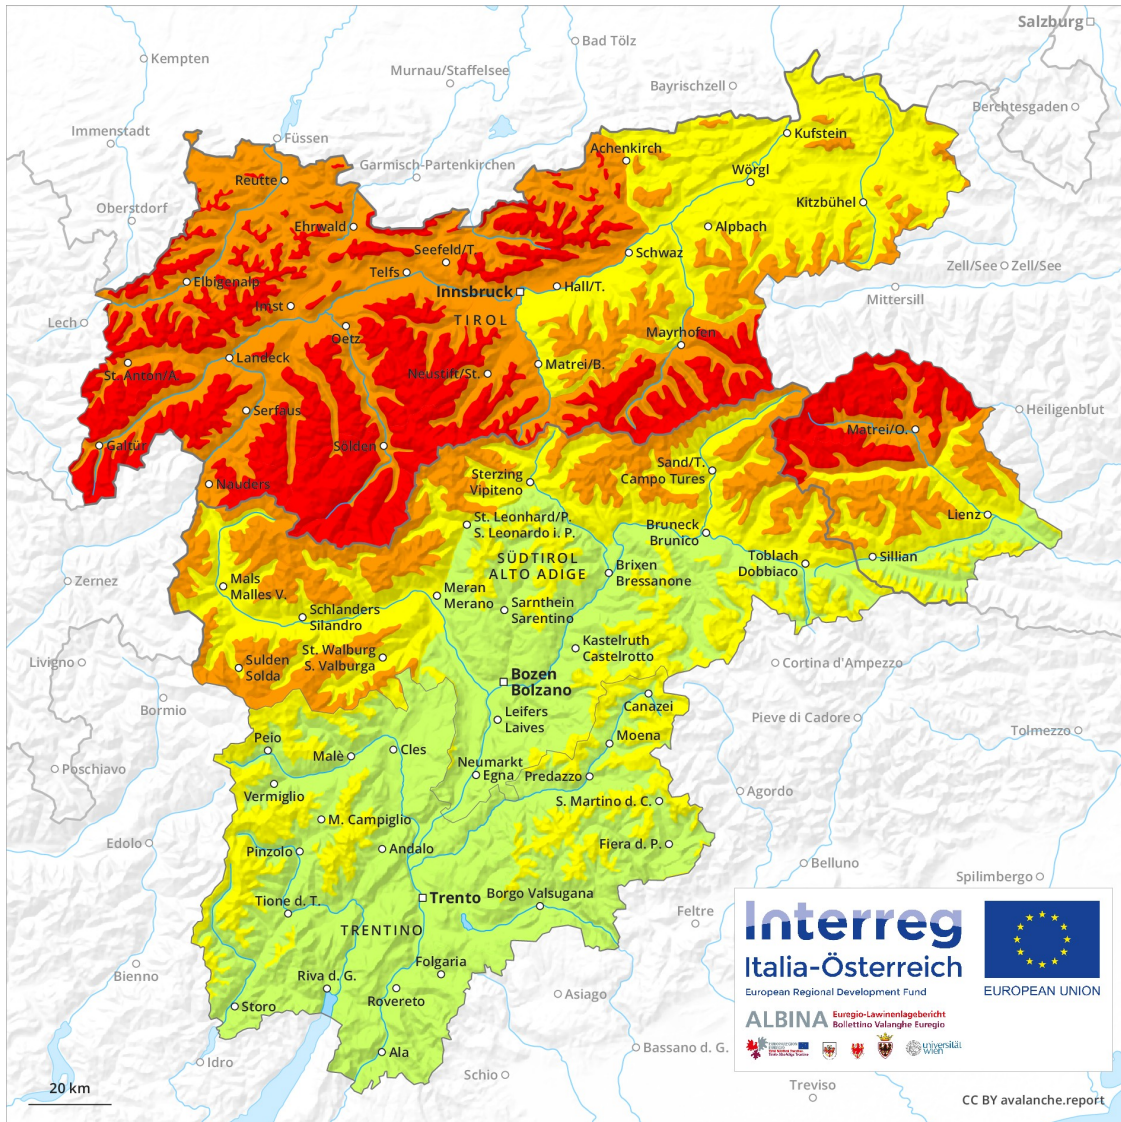 Salzburg
Bad Tölz
Kempten
Murnau/Staffelsee
Bayrischzell
Berchtesgaden
Immenstadt
Füssen
Kufstein
Achenkirch
Garmisch-Partenkirchen
Wörgl
Reutte
Kitzbühel
Oberstdorf
Ehrwald
Alpbach
Seefeld/T.
Schwaz
Telfs
Zell/See
Zell/See
Elbigenalp
Hall/T.
Innsbruck
Mittersill
Imst
Lech
TIROL
Oetz
Mayrhofen
Landeck
Matrei/B.
St. Anton/A.
Neustift/St.
Serfaus
Heiligenblut
Matrei/O.
Galtür
Sölden
Sterzing
Vipiteno
Sand/T.
Campo Tures
Nauders
St. Leonhard/P.
S. Leonardo i. P.
Lienz
Bruneck
Brunico
SÜDTIROL
ALTO ADIGE
Toblach
Dobbiaco
Sillian
Brixen
Bressanone
Zernez
Mals
Malles V.
Meran
Merano
Sarnthein
Sarentino
Schlanders
Silandro
Kastelruth
Castelrotto
St. Walburg
S. Valburga
Livigno
Sulden
Solda
Cortina d'Ampezzo
Bozen
Bolzano
Canazei
Bormio
Leifers
Laives
Pieve di Cadore
Tolmezzo
Peio
Moena
Malè
Cles
Neumarkt
Egna
Predazzo
Poschiavo
Vermiglio
Agordo
S. Martino d. C.
M. Campiglio
Edolo
Pinzolo
Andalo
Fiera d. P.
Belluno
Spilimbergo
Tione d. T.
Trento
Borgo Valsugana
Feltre
TRENTINO
Folgaria
Bienno
Riva d. G.
Rovereto
Asiago
Storo
Ala
Bassano d. G.
Idro
Schio
Treviso
20 km
Interreg
Italia-Österreich
European Regional Development Fund
EUROPEAN UNION
ALBINA
Euregio-Lawinenlagebericht
Bollettino Valanghe Euregio
universität
wien
CC BY avalanche.report